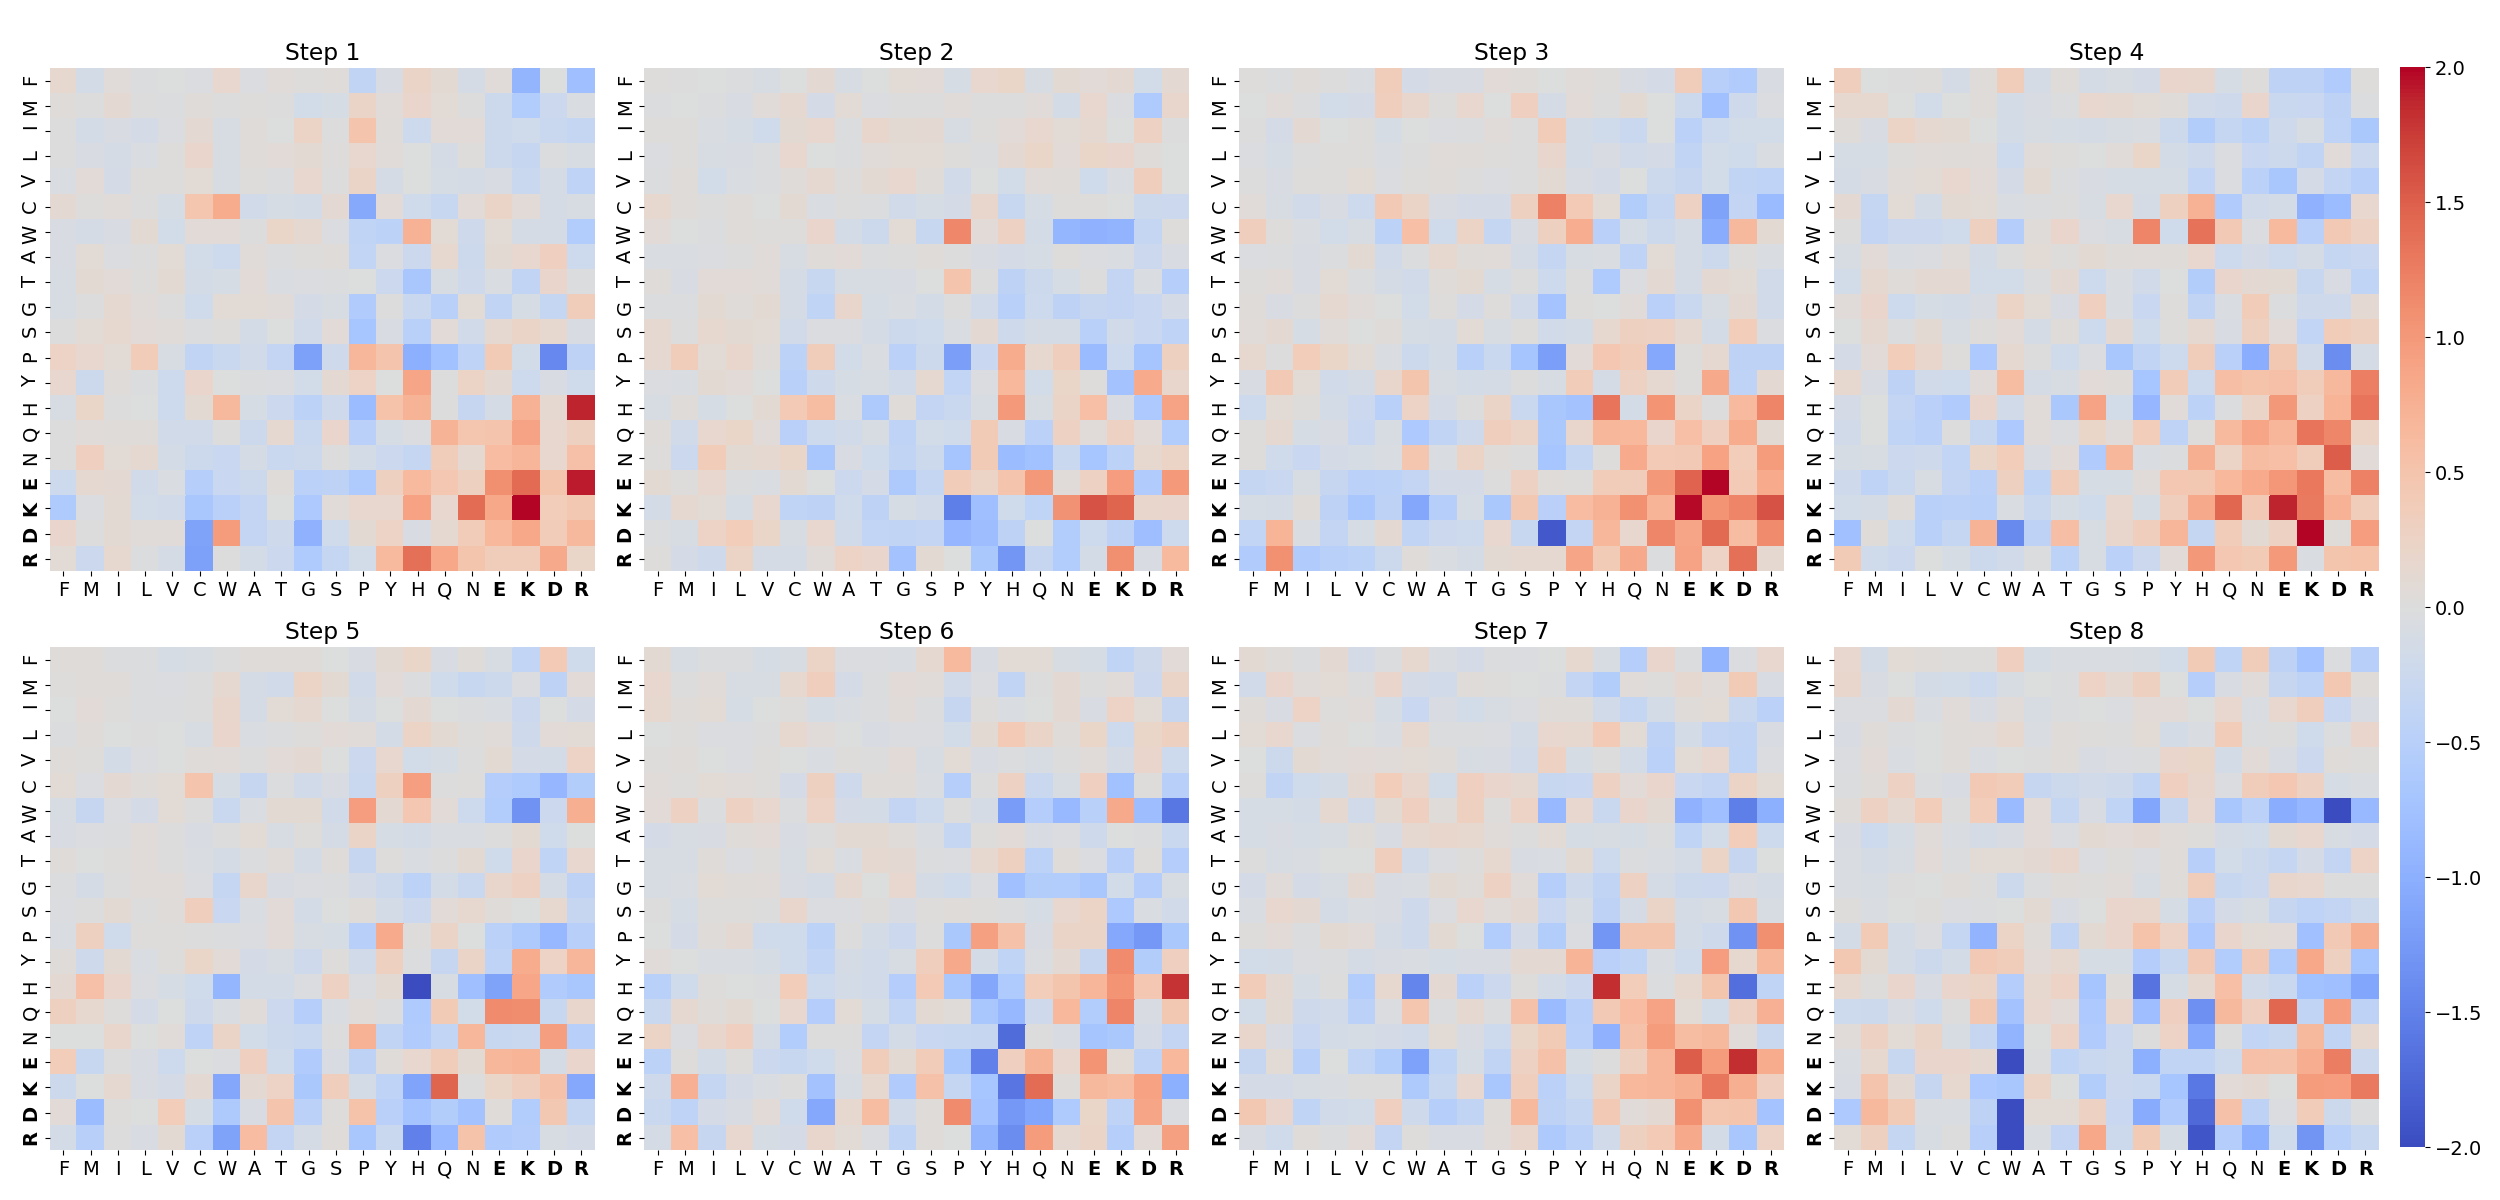 Step 1
F M I L V C W A T G S P Y H Q N E K D R
F M I L V C W A T G S P Y H Q N E K D R
Step 2
F M I L V C W A T G S P Y H Q N E K D R
F M I L V C W A T G S P Y H Q N E K D R
Step 3
F M I L V C W A T G S P Y H Q N E K D R
F M I L V C W A T G S P Y H Q N E K D R
Step 4
F M I L V C W A T G S P Y H Q N E K D R
F M I L V C W A T G S P Y H Q N E K D R
Step 5
F M I L V C W A T G S P Y H Q N E K D R
F M I L V C W A T G S P Y H Q N E K D R
Step 6
F M I L V C W A T G S P Y H Q N E K D R
F M I L V C W A T G S P Y H Q N E K D R
Step 7
F M I L V C W A T G S P Y H Q N E K D R
F M I L V C W A T G S P Y H Q N E K D R
Step 8
F M I L V C W A T G S P Y H Q N E K D R
F M I L V C W A T G S P Y H Q N E K D R
2.0
1.5
1.0
0.5
0.0
−0.5
−1.0
−1.5
−2.0